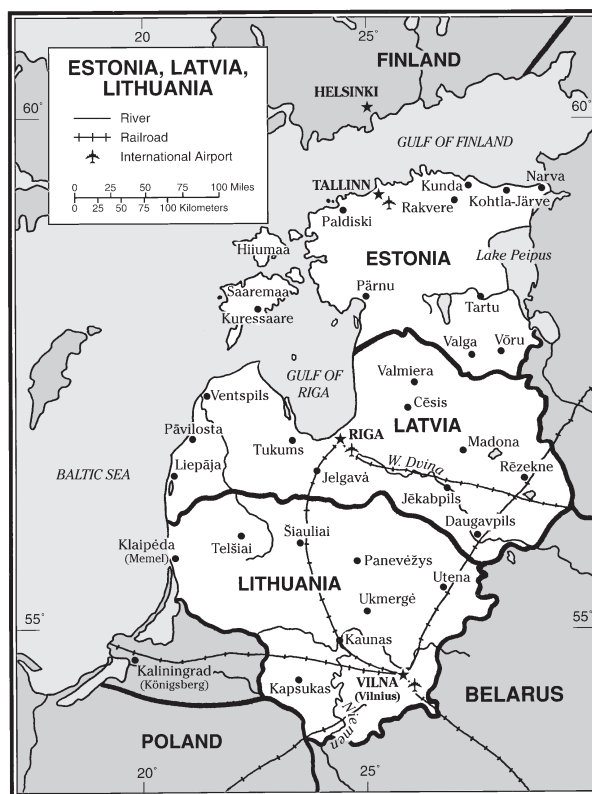 20°
25°
FINLAND
ESTONIA, LATVIA,
LITHUANIA
River
Railroad
International Airport
0 25 50 75 100 Miles
0 25 50 75 100 Kilometers
HELSINKI
60°
60°
GULF OF FINLAND
TALLINN
Kunda
Narva
Paldiski
Rakvere
Kohtla-Järve
Hiiumaa
ESTONIA
Lake Peipus
Saaremaa
Pärnu
Kuressaare
Tartu
Valga
Võru
GULF OF
RIGA
Valmiera
Ventspils
Cēsis
LATVIA
Pāvilosta
RIGA
Tukums
Madona
W. Dvina
BALTIC SEA
Liepāja
Jelgava
Rēzekne
Jēkabpils
Daugavpils
Klaipéda
(Memel)
Telšiai
Šiauliai
Panevéžys
LITHUANIA
Utena
Ukmergé
55°
55°
Kaunas
Kaliningrad
(Königsberg)
Kapsukas
VILNA
(Vilnius)
BELARUS
Niemen
POLAND
20°
25°